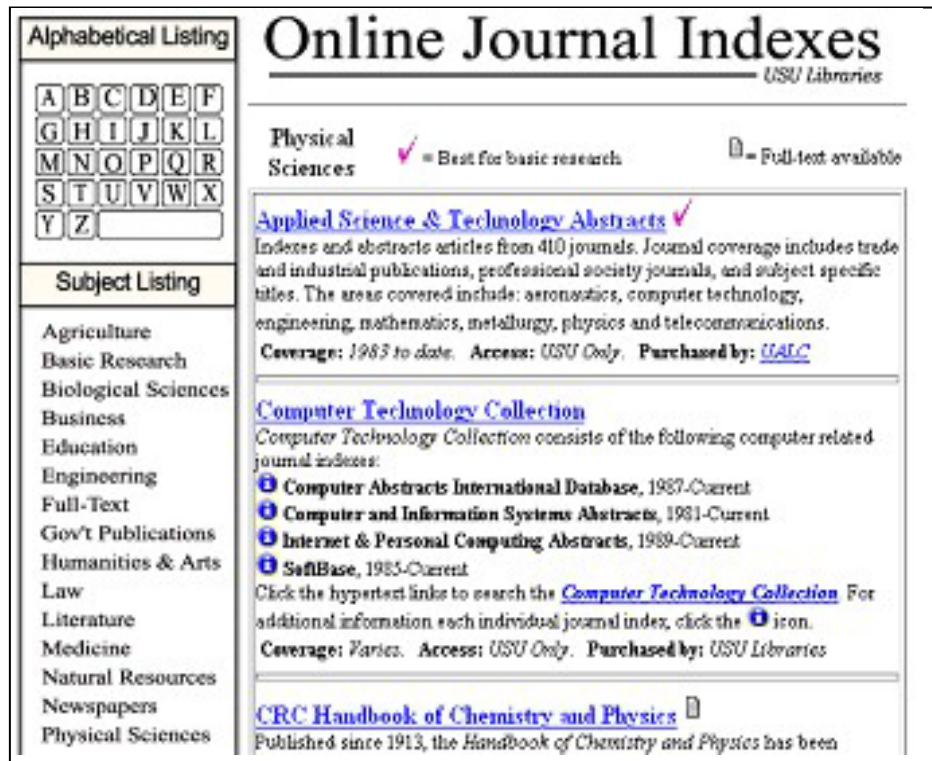 Alphabetical Listing
A B C D E F
G H I J K L
M N O P Q R
S T U V W X
Y Z
Subject Listing
Agriculture
Basic Research
Biological Sciences
Business
Education
Engineering
Full-Text
Gov't Publications
Humanities & Arts
Law
Literature
Medicine
Natural Resources
Newspapers
Physical Sciences
Online Journal Indexes
USU Libraries
Physical
Sciences
= Best for basic research
= Full-text available
Applied Science & Technology Abstracts
Indexes and abstracts articles from 410 journals. Journal coverage includes trade
and industrial publications, professional society journals, and subject specific
titles. The areas covered include: aeronautics, computer technology,
engineering, mathematics, metallurgy, physics and telecommunications.
Coverage: 1983 to date. Access: USU Only. Purchased by: UALC
Computer Technology Collection
Computer Technology Collection consists of the following computer related
journal indexes:
Computer Abstracts International Database, 1987-Current
Computer and Information Systems Abstracts, 1981-Current
Internet & Personal Computing Abstracts, 1989-Current
SoftBase, 1985-Current
Click the hypertext links to search the Computer Technology Collection. For
additional information each individual journal index, click the i icon.
Coverage: Varies. Access: USU Only. Purchased by: USU Libraries
CRC Handbook of Chemistry and Physics
Published since 1913, the Handbook of Chemistry and Physics has been